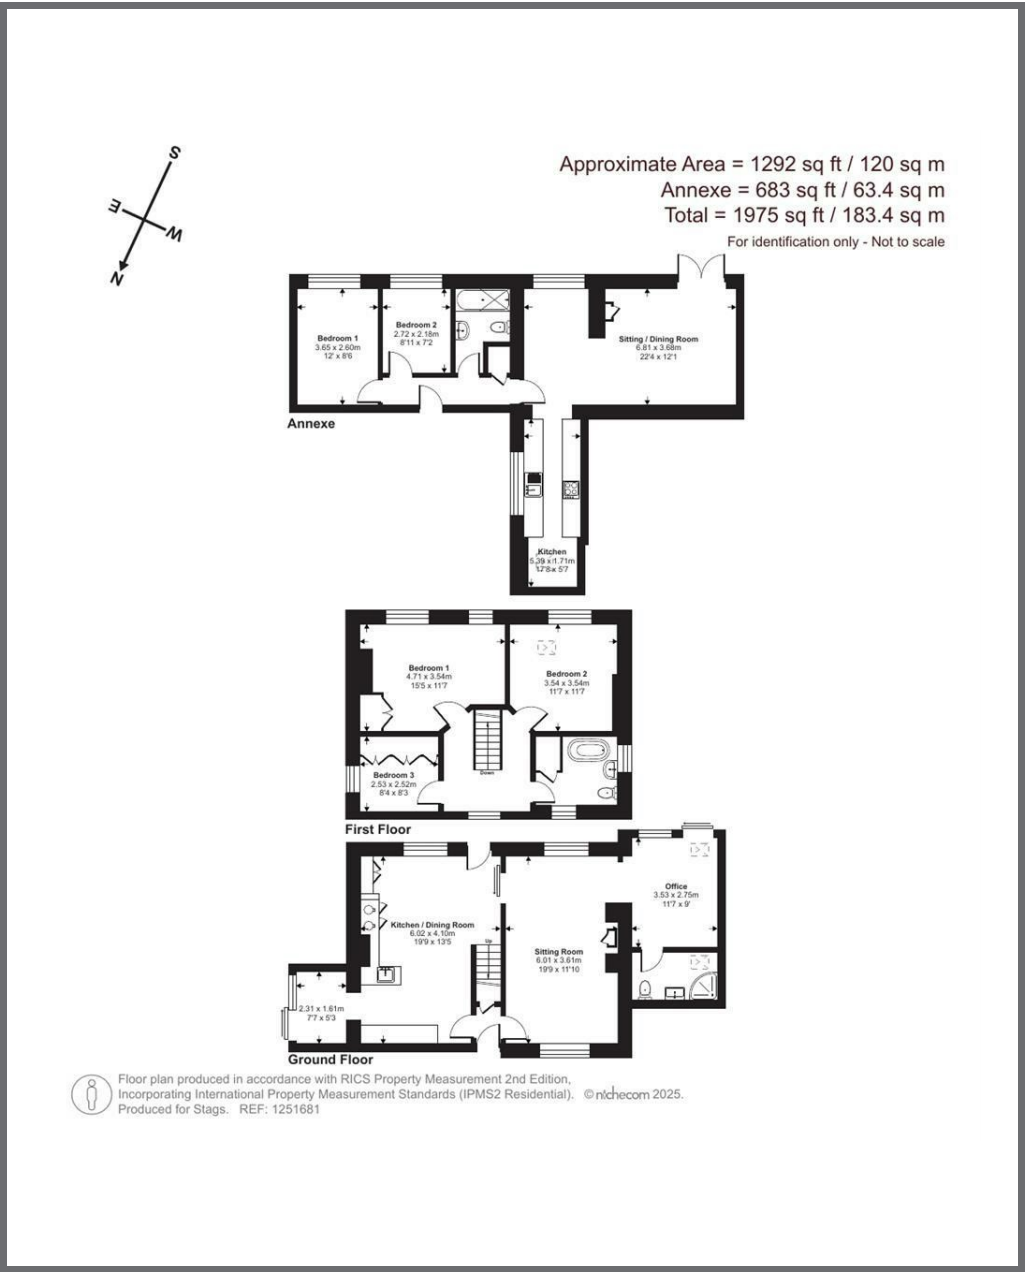 S
E
W
N
Approximate Area = 1292 sq ft / 120 sq m
Annexe = 683 sq ft / 63.4 sq m
Total = 1975 sq ft / 183.4 sq m
For identification only - Not to scale
Bedroom 1
3.65 x 2.60m
12' x 8'6
Bedroom 2
2.72 x 2.18m
8'11 x 7'2
Sitting / Dining Room
6.81 x 3.68m
22'4 x 12'1
Annexe
Kitchen
5.39 x 1.71m
17'8 x 5'7
Bedroom 1
4.71 x 3.54m
15'5 x 11'7
Bedroom 2
3.54 x 3.54m
11'7 x 11'7
Down
Bedroom 3
2.53 x 2.52m
8'4 x 8'3
First Floor
Office
3.53 x 2.75m
11'7 x 9'
Kitchen / Dining Room
6.02 x 4.10m
19'9 x 13'5
Up
Sitting Room
6.01 x 3.61m
19'9 x 11'10
2.31 x 1.61m
7'7 x 5'3
Ground Floor
Floor plan produced in accordance with RICS Property Measurement 2nd Edition,
Incorporating International Property Measurement Standards (IPMS2 Residential). © nichecom 2025.
Produced for Stags. REF: 1251681